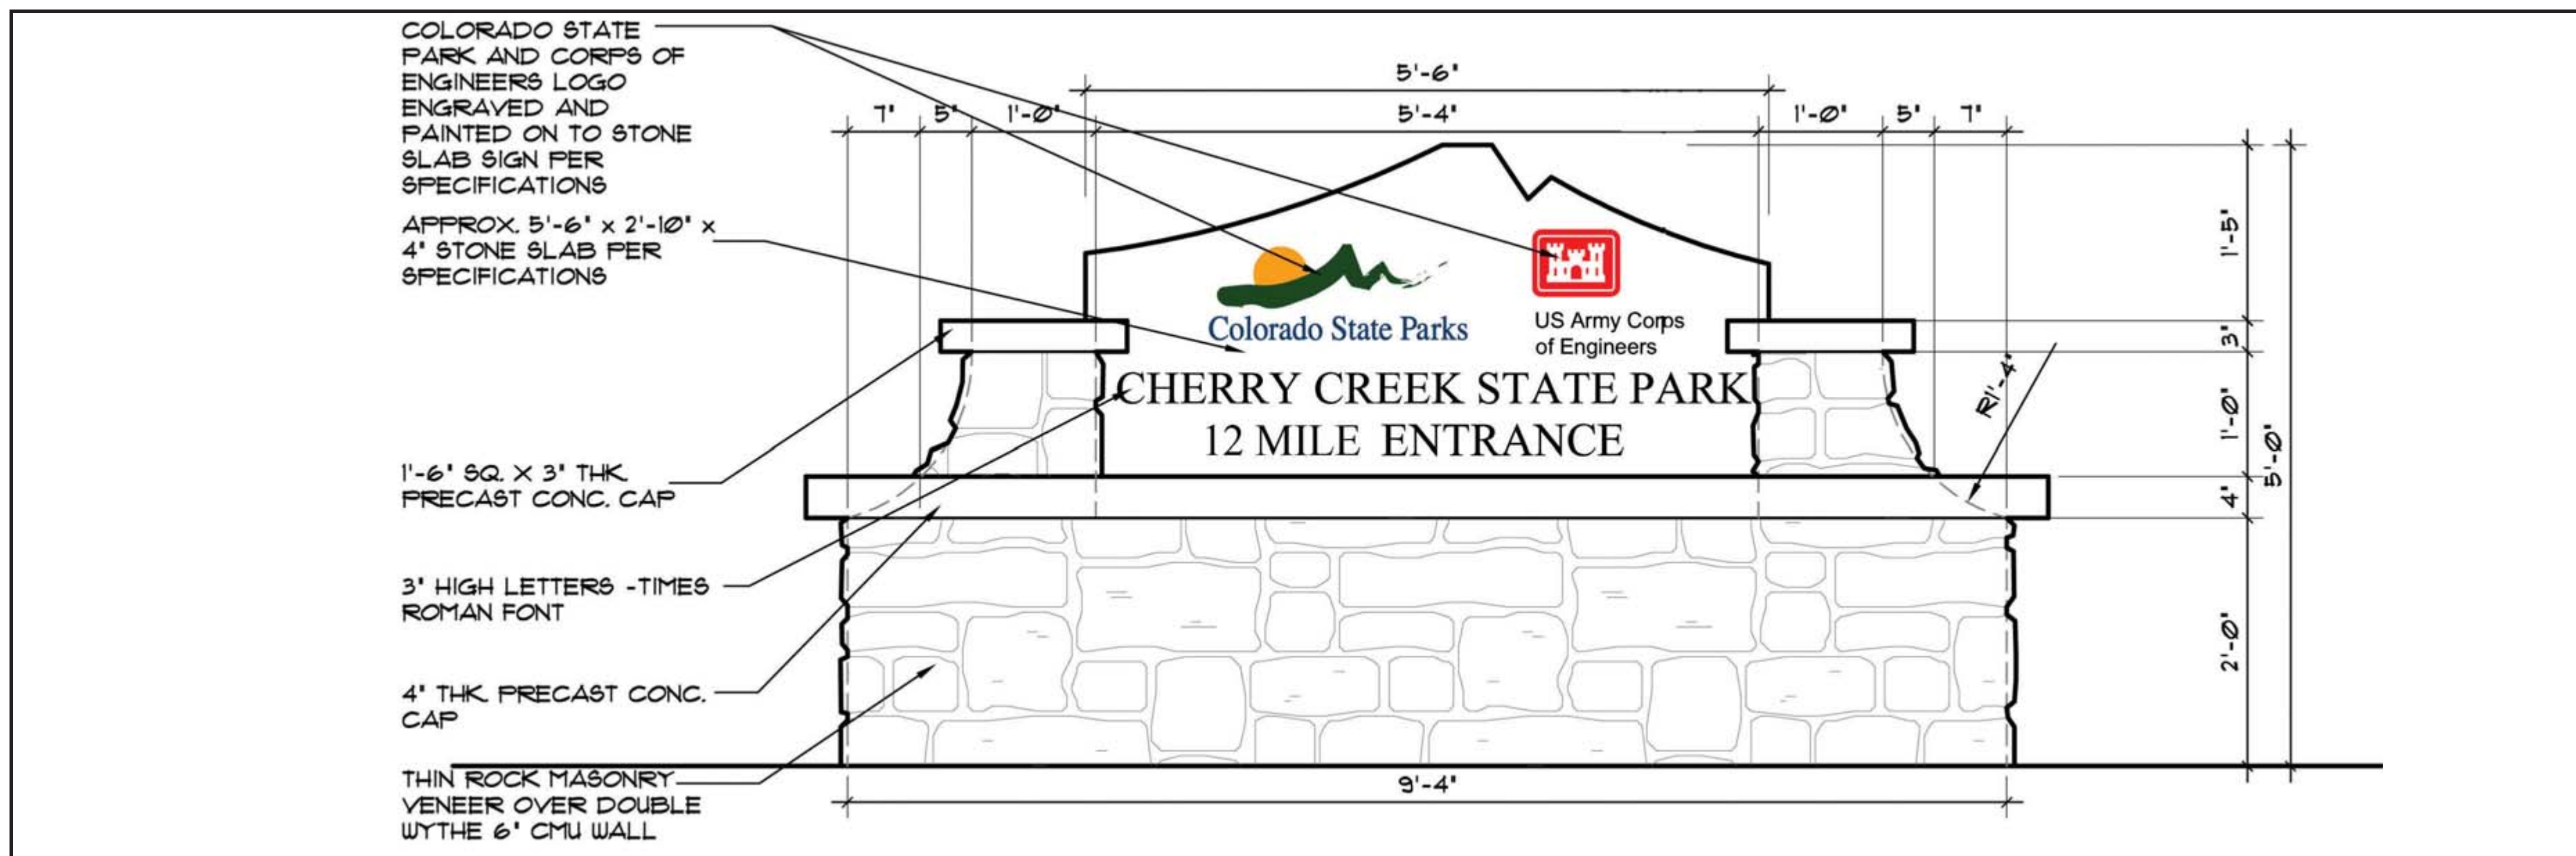 COLORADO STATE
PARK AND CORPS OF
ENGINEERS LOGO
ENGRAVED AND
PAINTED ON TO STONE
SLAB SIGN PER
SPECIFICATIONS
APPROX. 5'-6" x 2'-10" x
4" STONE SLAB PER
SPECIFICATIONS
1'-6" SQ. X 3" THK.
PRECAST CONC. CAP
3" HIGH LETTERS -TIMES
ROMAN FONT
4" THK. PRECAST CONC.
CAP
THIN ROCK MASONRY
VENEER OVER DOUBLE
WYTHE 6" CMU WALL
5'-6"
7" 5" 1'-0" 5'-4" 1'-0" 5" 7"
Colorado State Parks
US Army Corps
of Engineers
CHERRY CREEK STATE PARK
12 MILE ENTRANCE
R1'-4"
1'-5"
3"
1'-0"
4"
2'-0"
5'-0"
9'-4"